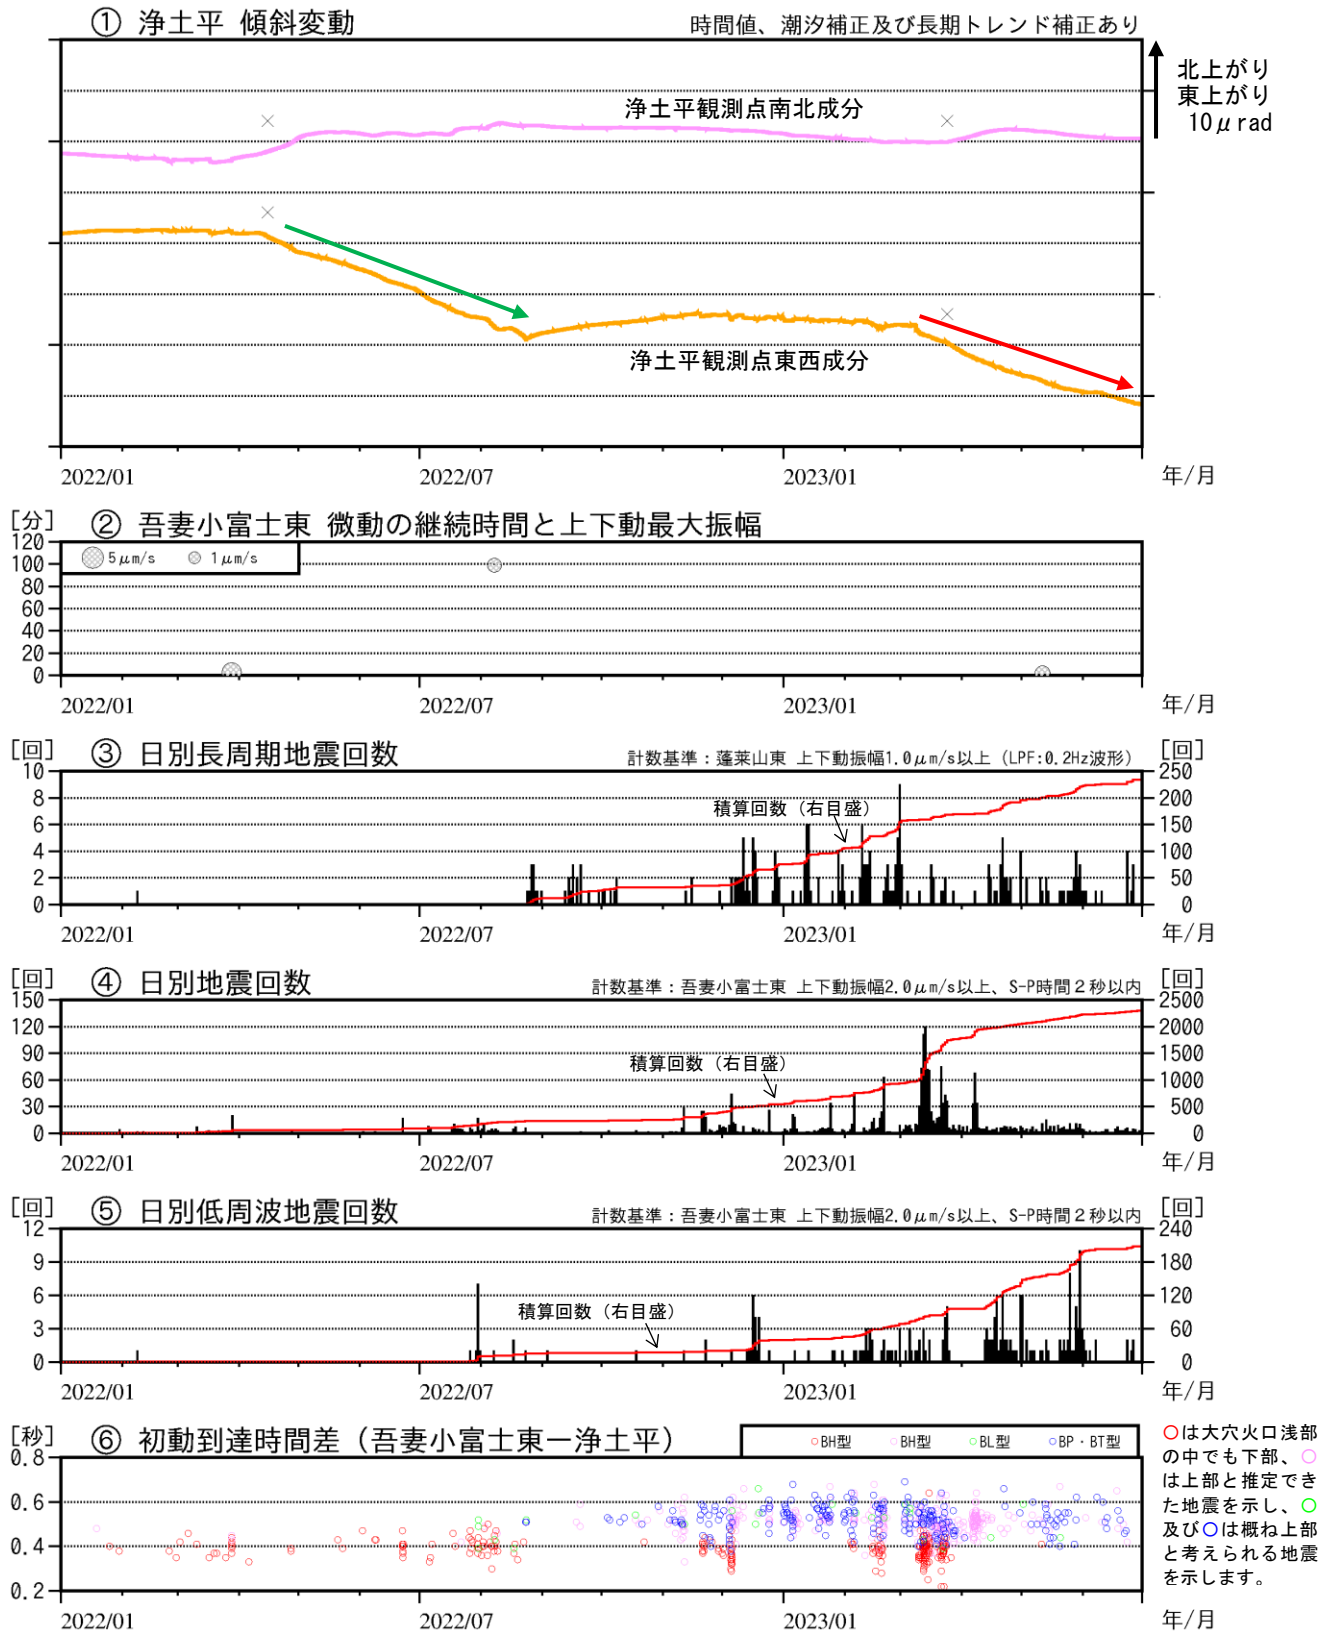 ① 浄土平 傾斜変動
時間値、潮汐補正及び長期トレンド補正あり
北上がり
東上がり
10μrad
浄土平観測点南北成分
浄土平観測点東西成分
2022/01 2022/07 2023/01 年/月
[分] ② 吾妻小富士東 微動の継続時間と上下動最大振幅
5μm/s 1μm/s
120
100
80
60
40
20
0
2022/01 2022/07 2023/01 年/月
[回] ③ 日別長周期地震回数
計数基準：蓬莱山東 上下動振幅1.0μm/s以上（LPF:0.2Hz波形） [回]
積算回数（右目盛）
10 250
8 200
6 150
4 100
2 50
0 0
2022/01 2022/07 2023/01 年/月
[回] ④ 日別地震回数
計数基準：吾妻小富士東 上下動振幅2.0μm/s以上、S-P時間２秒以内 [回]
積算回数（右目盛）
150 2500
120 2000
90 1500
60 1000
30 500
0 0
2022/01 2022/07 2023/01 年/月
[回] ⑤ 日別低周波地震回数
計数基準：吾妻小富士東 上下動振幅2.0μm/s以上、S-P時間２秒以内 [回]
積算回数（右目盛）
12 240
9 180
6 120
3 60
0 0
2022/01 2022/07 2023/01 年/月
[秒] ⑥ 初動到達時間差（吾妻小富士東ー浄土平）
BH型 BH型 BL型 BP・BT型
0.8
0.6
0.4
0.2
2022/01 2022/07 2023/01 年/月
○は大穴火口浅部
の中でも下部、○
は上部と推定でき
た地震を示し、○
及び○は概ね上部
と考えられる地震
を示します。